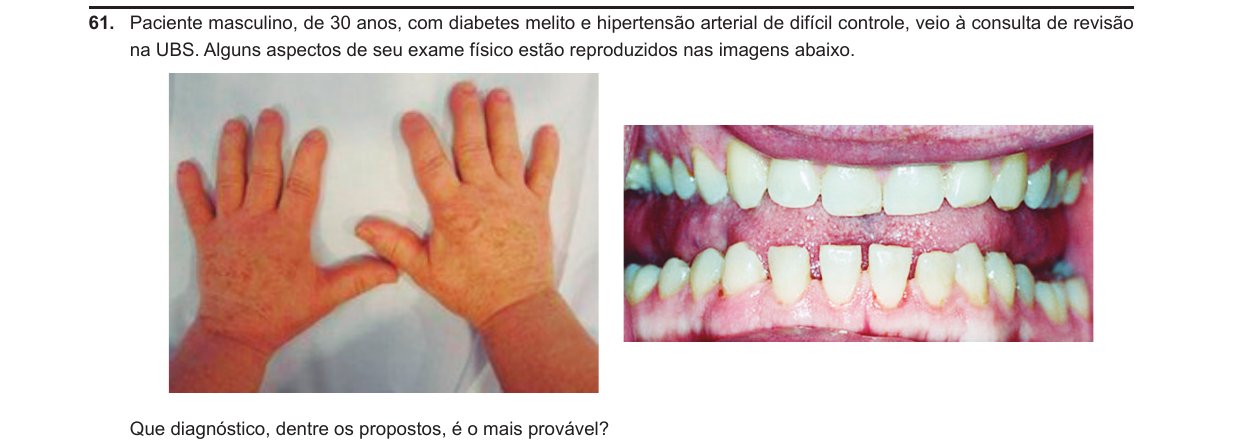 61. Paciente masculino, de 30 anos, com diabetes melito e hipertensão arterial de difícil controle, veio à consulta de revisão
na UBS. Alguns aspectos de seu exame físico estão reproduzidos nas imagens abaixo.
Que diagnóstico, dentre os propostos, é o mais provável?